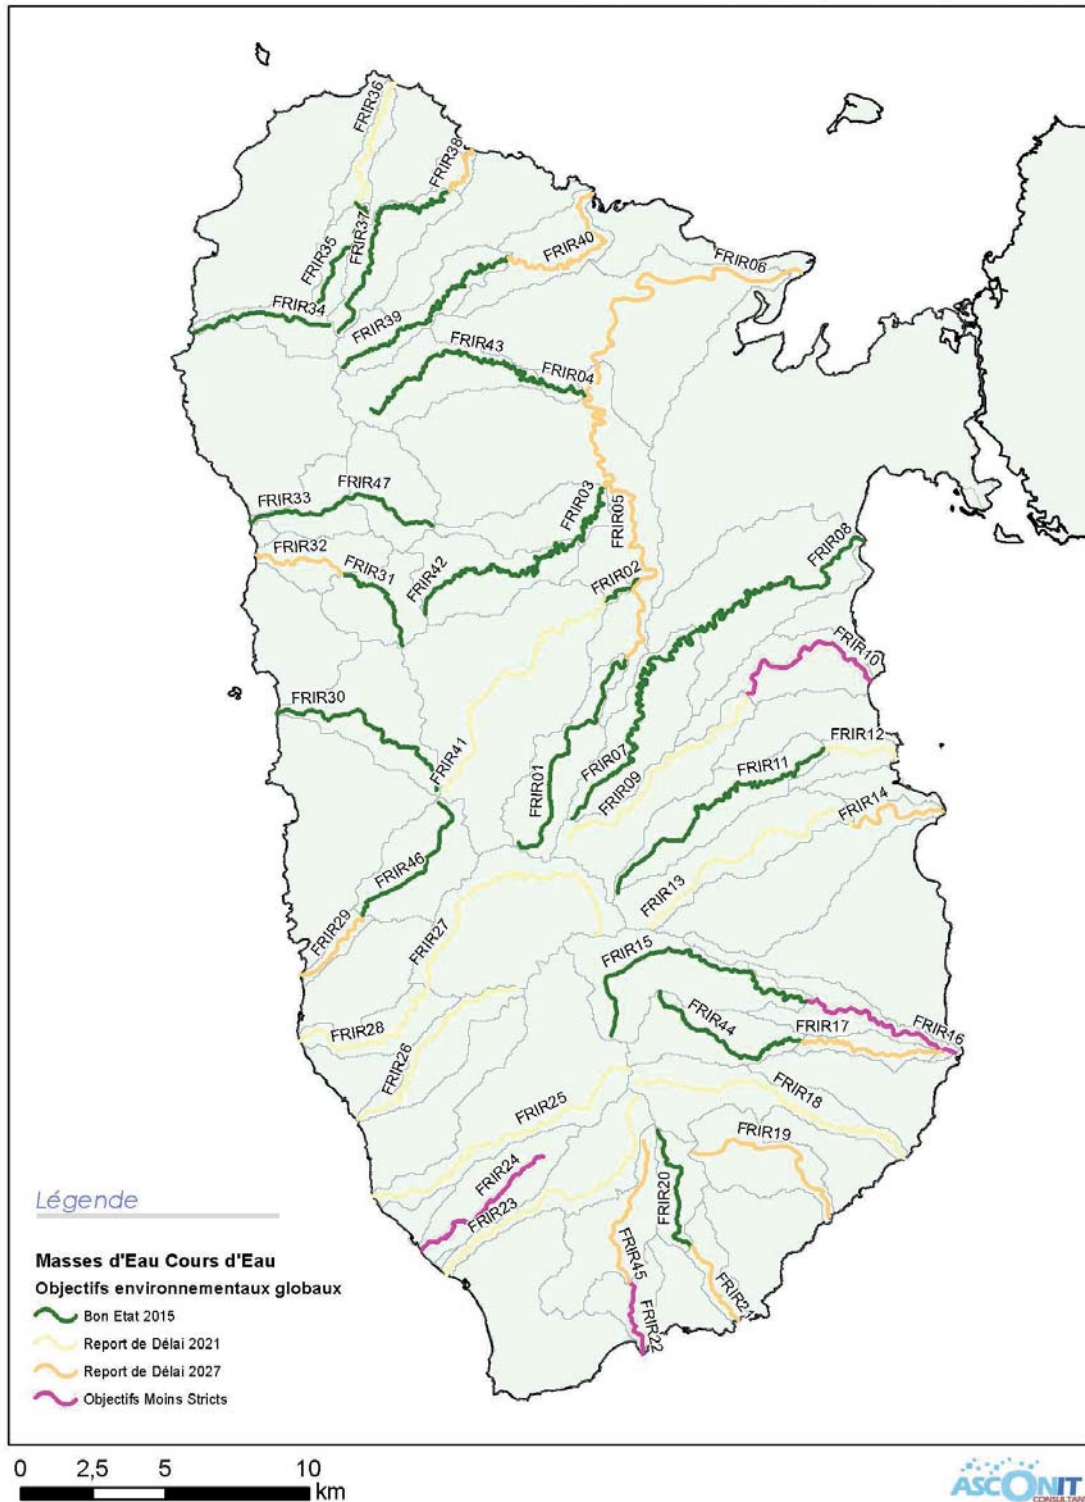 FRIR36
FRIR38
FRIR37
FRIR35
FRIR40
FRIR06
FRIR34
FRIR39
FRIR43
FRIR04
FRIR33
FRIR47
FRIR03
FRIR05
FRIR08
FRIR32
FRIR31
FRIR42
FRIR02
FRIR10
FRIR30
FRIR41
FRIR01
FRIR07
FRIR09
FRIR11
FRIR12
FRIR14
FRIR46
FRIR13
FRIR29
FRIR27
FRIR15
FRIR28
FRIR44
FRIR17
FRIR16
FRIR26
FRIR25
FRIR18
FRIR19
FRIR24
FRIR23
FRIR20
FRIR45
FRIR21
FRIR22
Légende
Masses d'Eau Cours d'Eau
Objectifs environnementaux globaux
Bon Etat 2015
Report de Délai 2021
Report de Délai 2027
Objectifs Moins Stricts
0 2,5 5 10
km
ASCONIT
CONSULTANTS